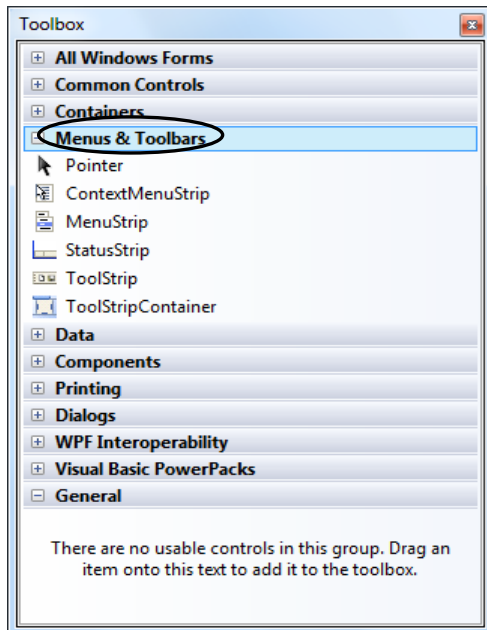 Toolbox
All Windows Forms
Common Controls
Containers
Menus & Toolbars
Pointer
ContextMenuStrip
MenuStrip
StatusStrip
ToolStrip
ToolStripContainer
Data
Components
Printing
Dialogs
WPF Interoperability
Visual Basic PowerPacks
General
There are no usable controls in this group. Drag an
item onto this text to add it to the toolbox.